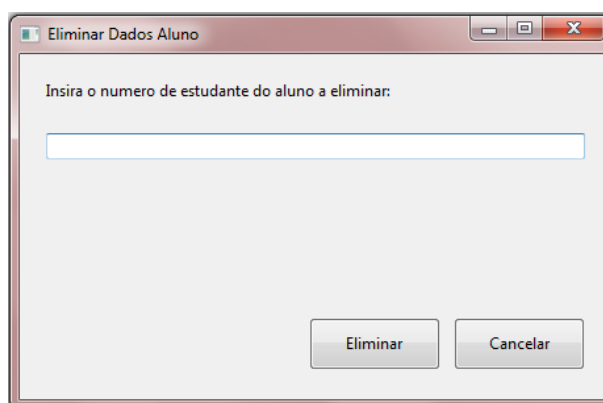 Eliminar Dados Aluno
Insira o numero de estudante do aluno a eliminar:
Eliminar
Cancelar